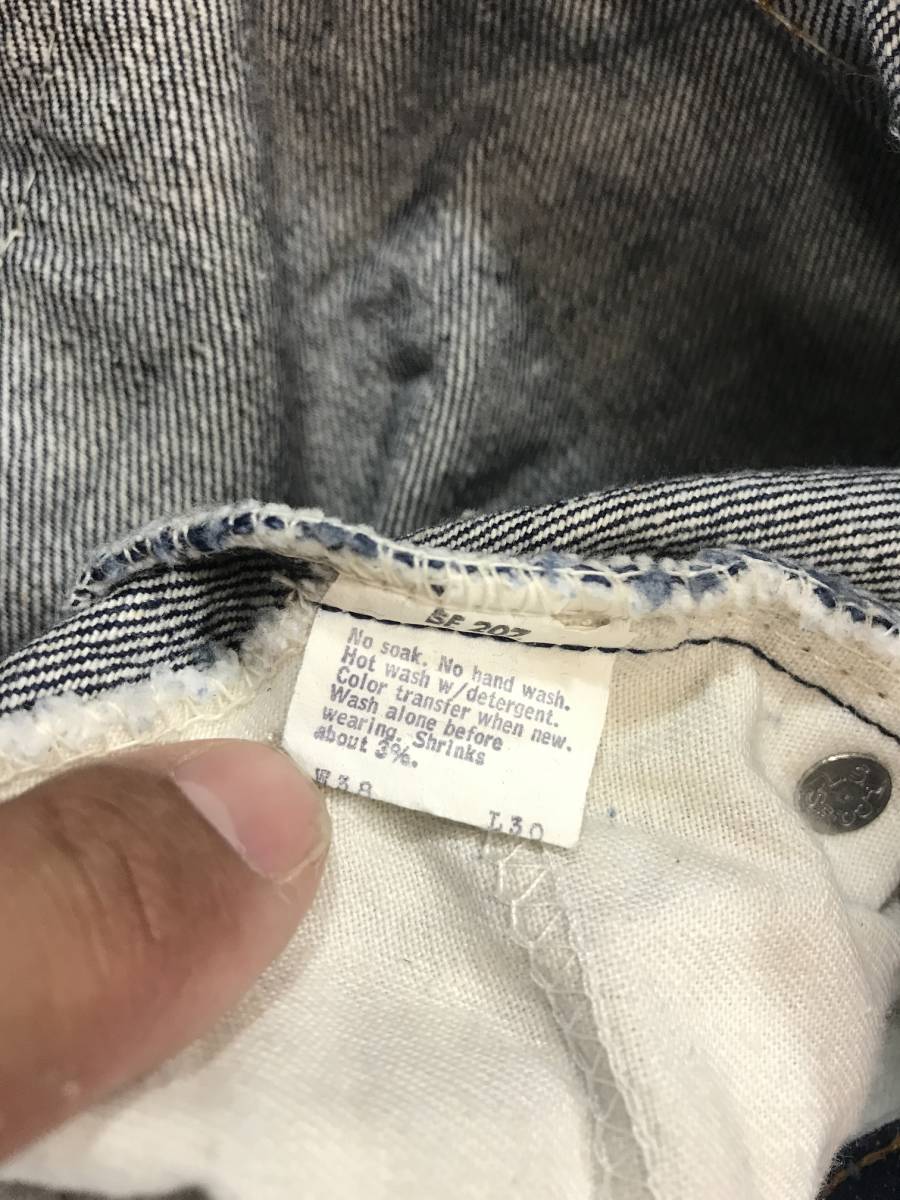 SF 207
No soak. No hand wash.
Hot wash w/detergent.
Color transfer when new.
Wash alone before
wearing. Shrinks
about 3%.
W38
L30